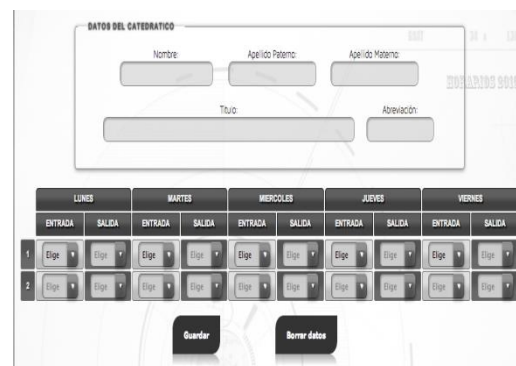 DATOS DEL CATEDRATICO
Nombre: Apellido Paterno: Apellido Materno:
HORARIOS
Titulo: Abreviación:
LUNES MARTES MIERCOLES JUEVES VIERNES
ENTRADA SALIDA ENTRADA SALIDA ENTRADA SALIDA ENTRADA SALIDA ENTRADA SALIDA
1 Elige Elige Elige Elige Elige Elige Elige Elige Elige Elige
2 Elige Elige Elige Elige Elige Elige Elige Elige Elige Elige
Guardar Borrar datos